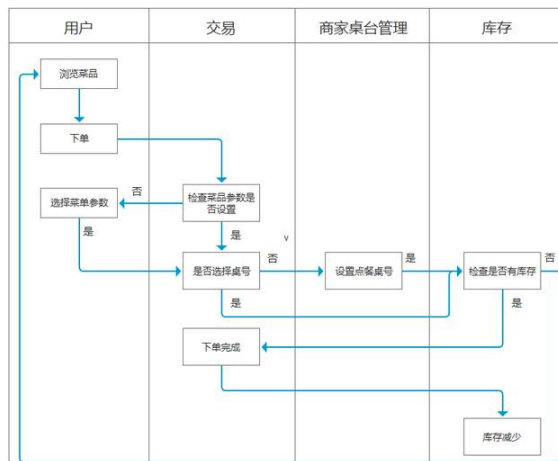 用户
交易
商家桌台管理
库存
浏览菜品
下单
否
选择菜单参数
检查菜品参数是
否设置
是
是
v
是否选择桌号
否
设置点餐桌号
是
检查是否有库存
否
是
是
下单完成
库存减少